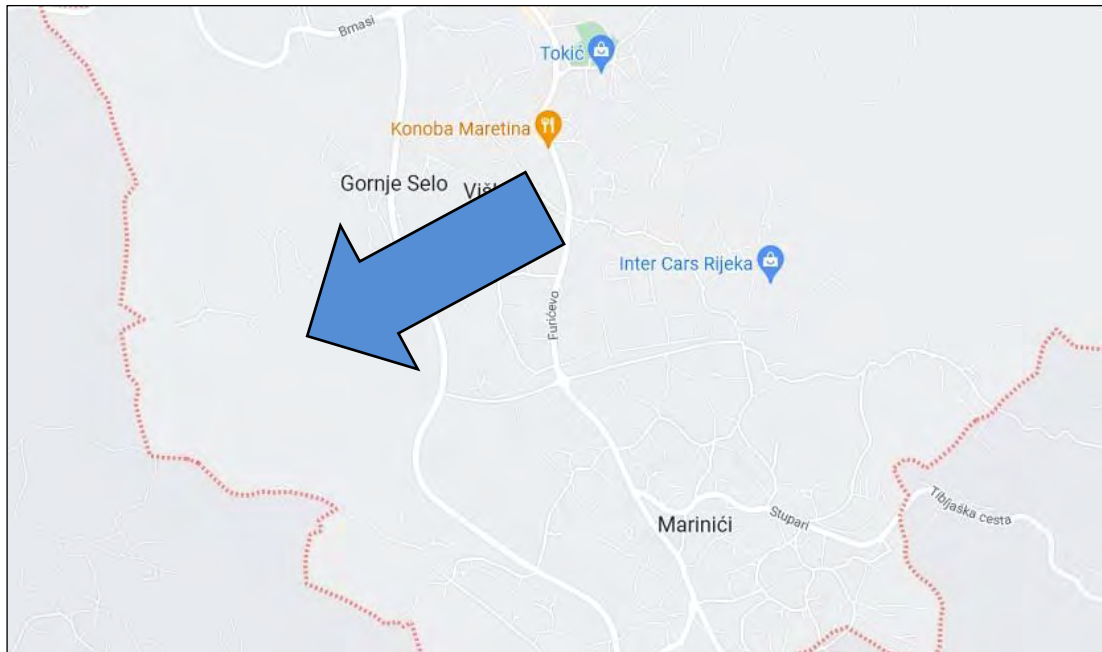 Brnasi
Tokić
Konoba Maretina
Gornje Selo
Inter Cars Rijeka
Furićevo
Marinići
Stupari
Tibljaška cesta